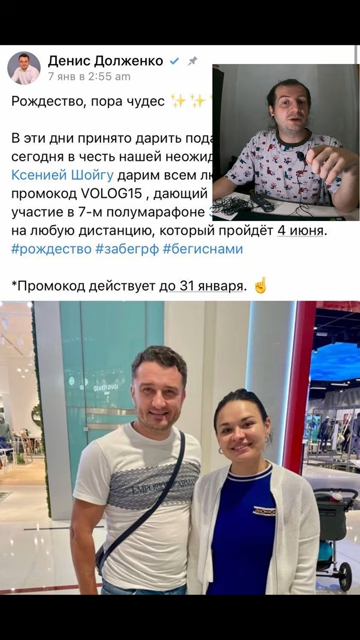 Денис Долженко
7 янв в 2:55 am
Рождество, пора чудес ✨✨
В эти дни принято дарить
сегодня в честь нашей
Ксенией Шойгу дарим всем
промокод VOLOG15 , дающий
участие в 7-м полумарафоне
на любую дистанцию, который пройдёт 4 июня.
#рождество #забегрф #бегиснами
*Промокод действует до 31 января. ☝
EMPORIO ARMANI